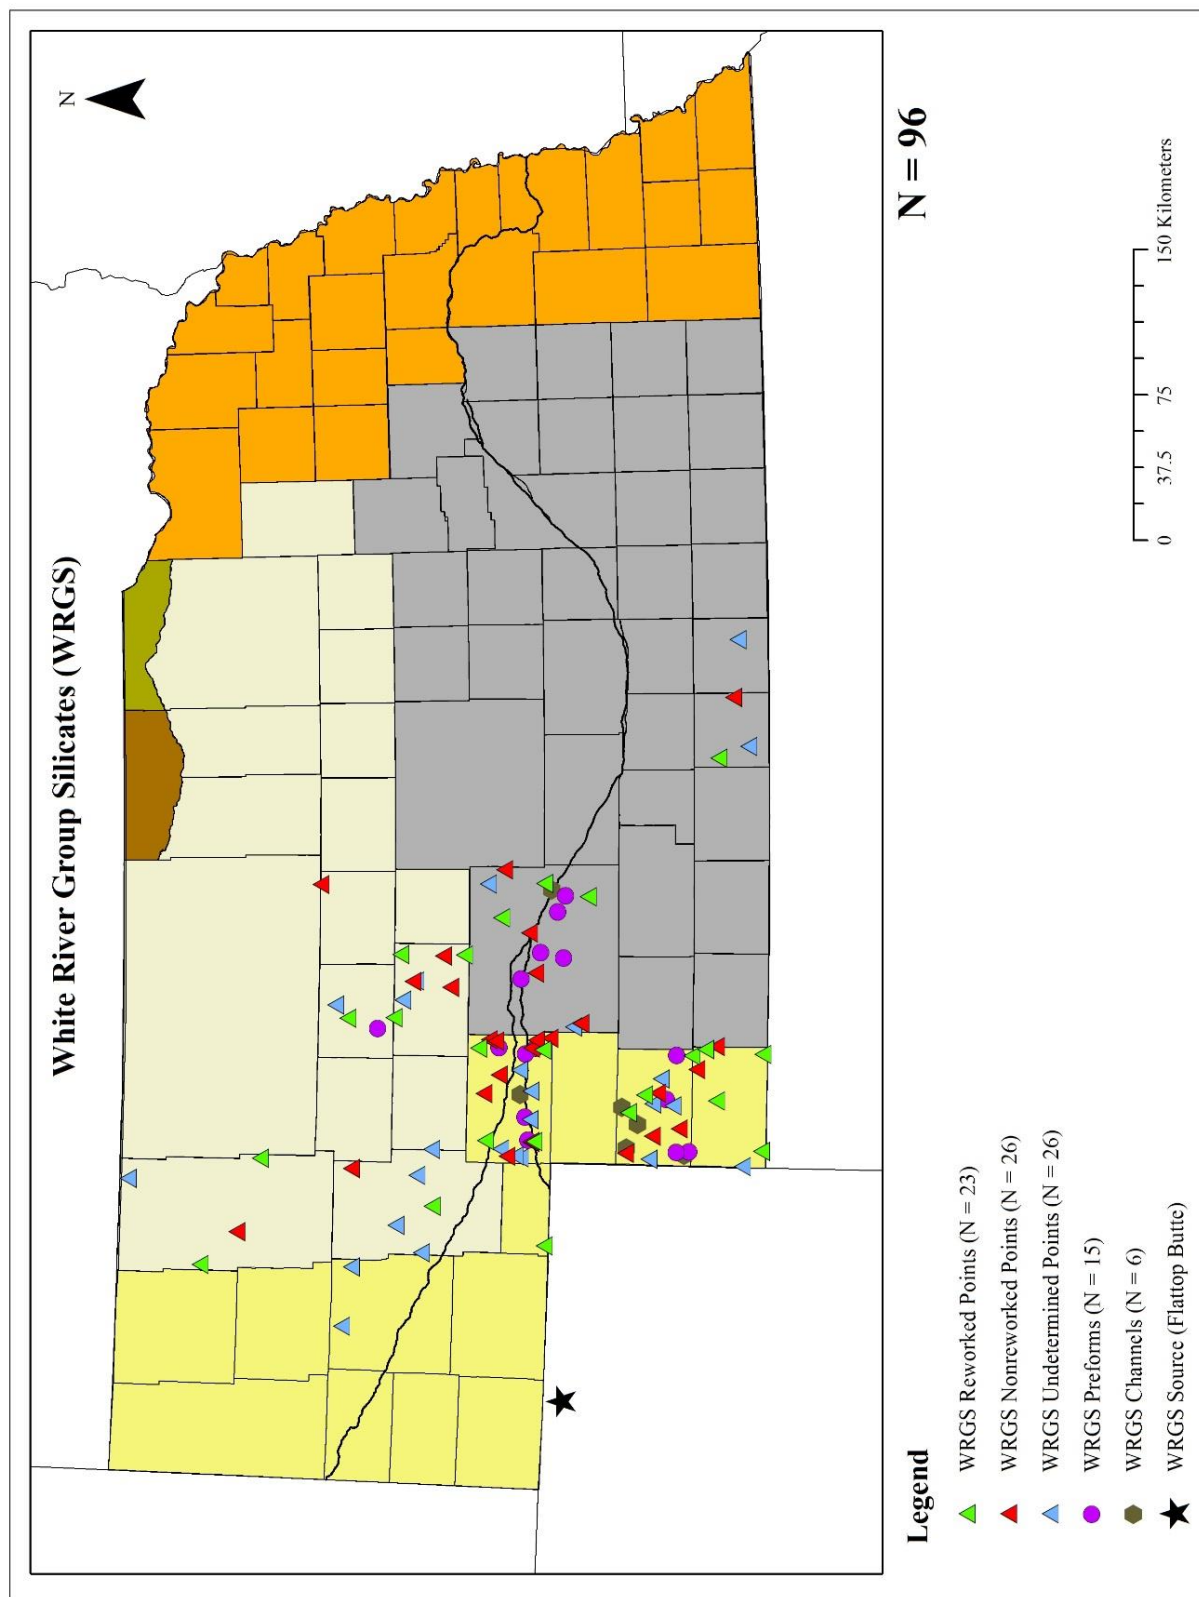 White River Group Silicates (WRGS)
N
N = 96
Legend
WRGS Reworked Points (N = 23)
WRGS Nonreworked Points (N = 26)
WRGS Undetermined Points (N = 26)
WRGS Preforms (N = 15)
WRGS Channels (N = 6)
WRGS Source (Flattop Butte)
0 37.5 75 150 Kilometers